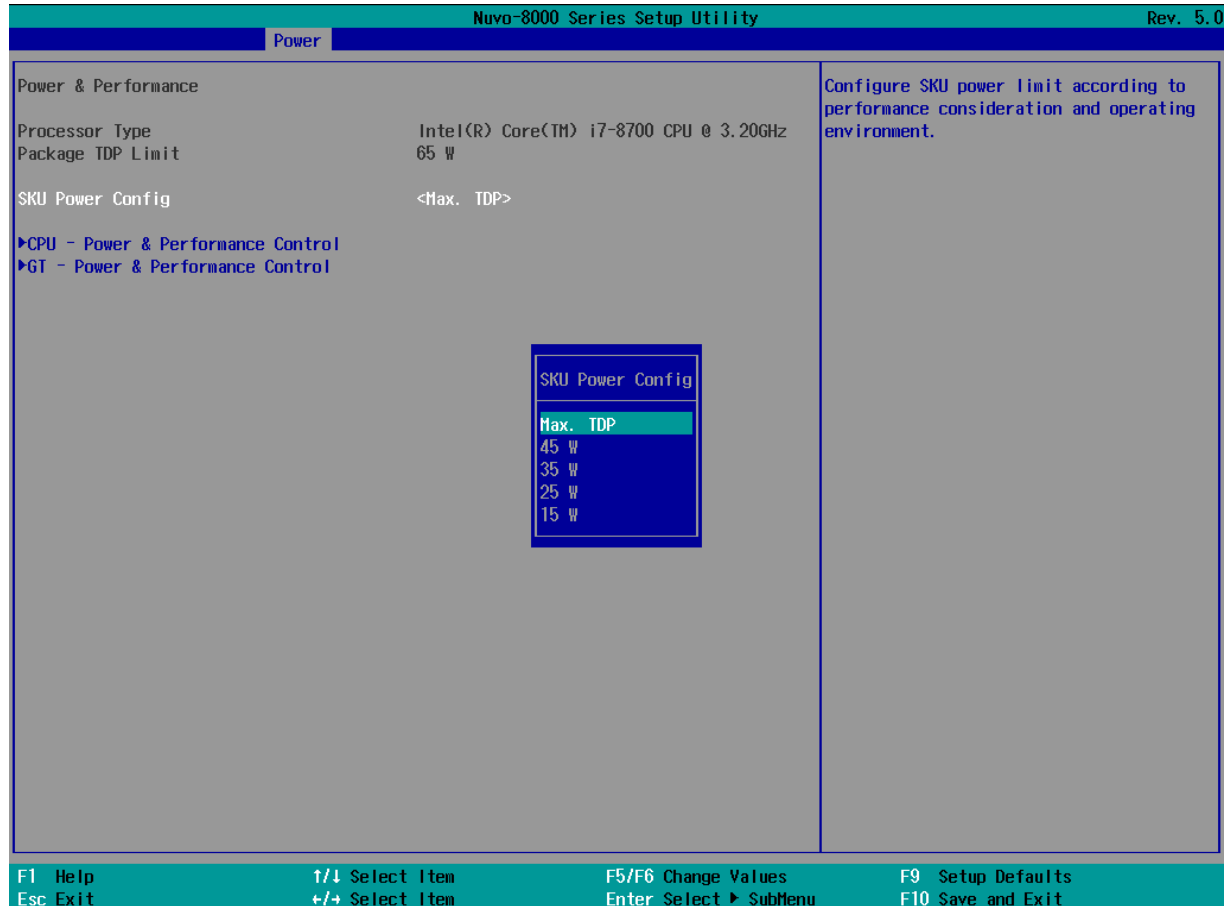 Nuvo-8000 Series Setup Utility Rev. 5.0
Power
Power & Performance
Processor Type Intel(R) Core(TM) i7-8700 CPU @ 3.20GHz
Package TDP Limit 65 W
SKU Power Config <Max. TDP>
▶CPU - Power & Performance Control
▶GT - Power & Performance Control
Configure SKU power limit according to
performance consideration and operating
environment.
SKU Power Config
Max. TDP
45 W
35 W
25 W
15 W
F1 Help ↑/↓ Select Item F5/F6 Change Values F9 Setup Defaults
Esc Exit ←/→ Select Item Enter Select ▶ SubMenu F10 Save and Exit